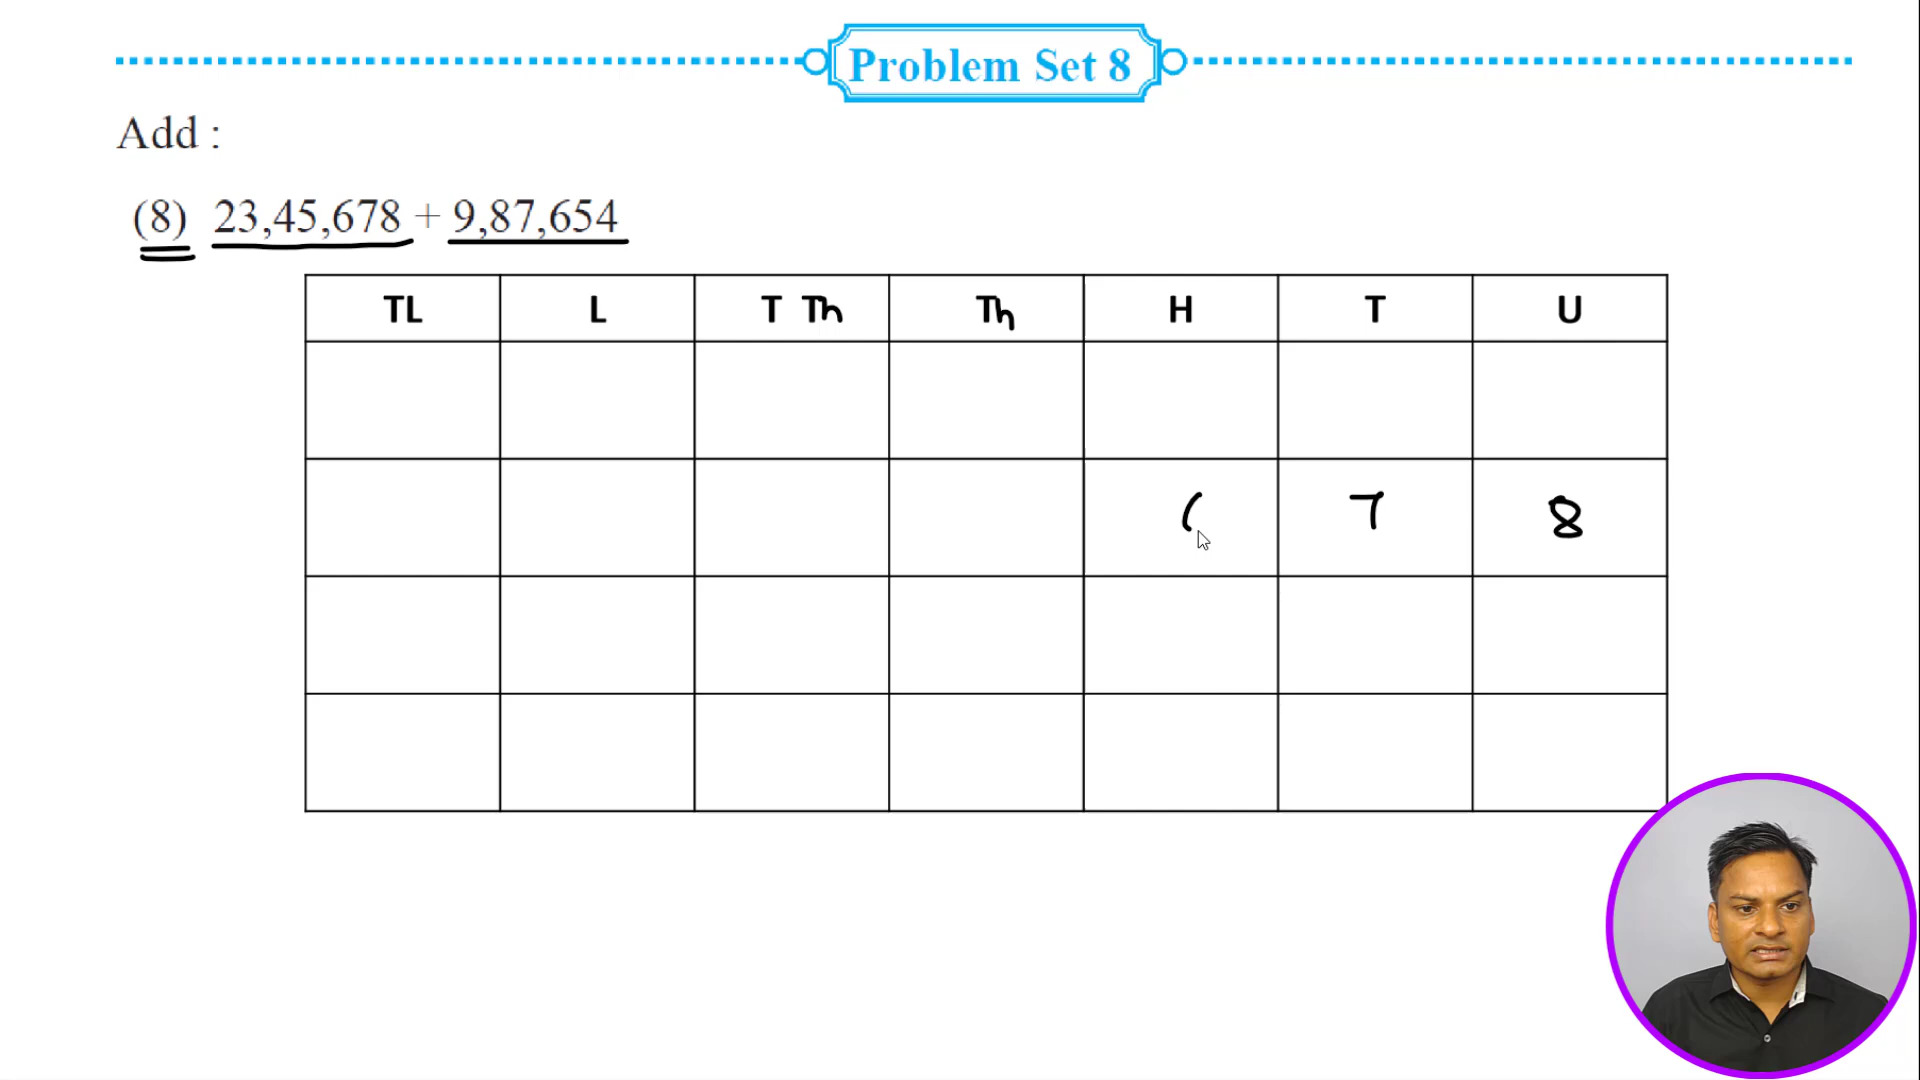 Problem Set 8
Add :
(8) 23,45,678 + 9,87,654
TL L T Th Th H T U
7 8